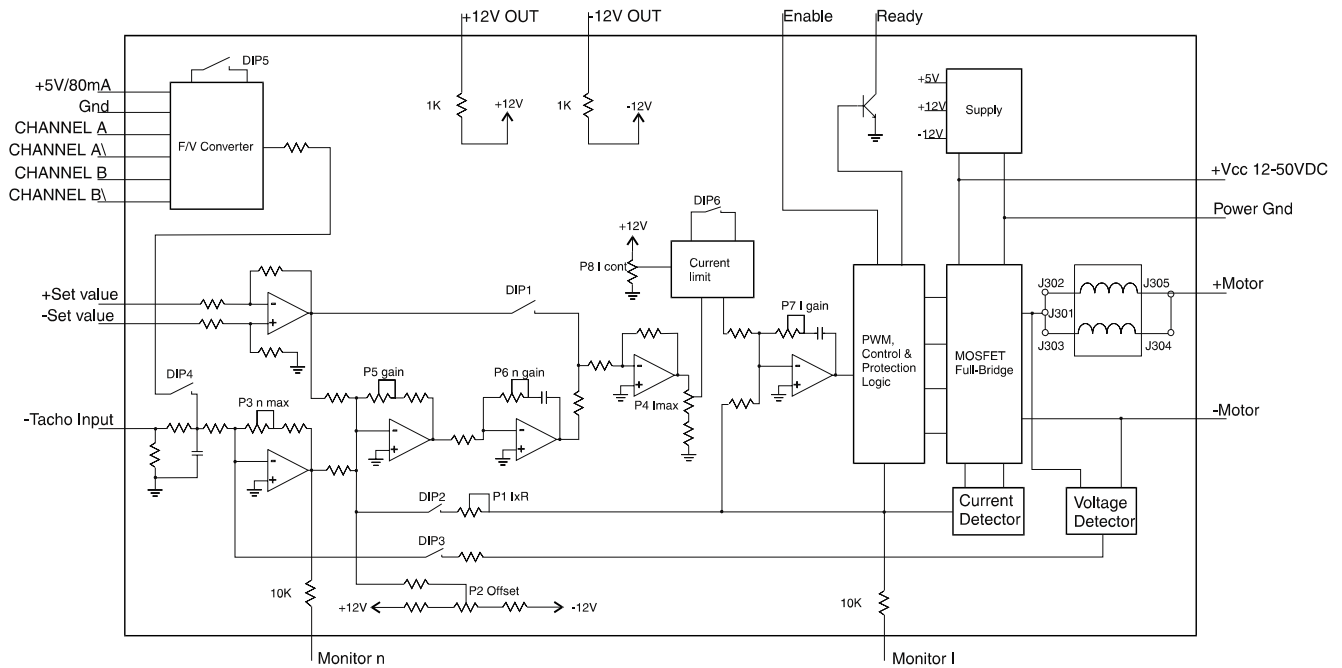 +12V OUT
-12V OUT
Enable
Ready
DIP5
+5V/80mA
Gnd
CHANNEL A
CHANNEL A\
CHANNEL B
CHANNEL B\
F/V Converter
1K
+12V
1K
-12V
+5V
+12V
-12V
Supply
+Vcc 12-50VDC
Power Gnd
DIP6
+12V
P8 I cont
Current
limit
+Set value
-Set value
DIP1
P7 I gain
PWM,
Control &
Protection
Logic
MOSFET
Full-Bridge
J302
J305
J301
J303
J304
+Motor
-Motor
DIP4
P5 gain
P6 n gain
P4 Imax
-Tacho Input
P3 n max
DIP2
P1 IxR
Current
Detector
Voltage
Detector
DIP3
10K
P2 Offset
+12V
-12V
10K
Monitor n
Monitor I
-
+
-
+
-
+
-
+
-
+
-
+